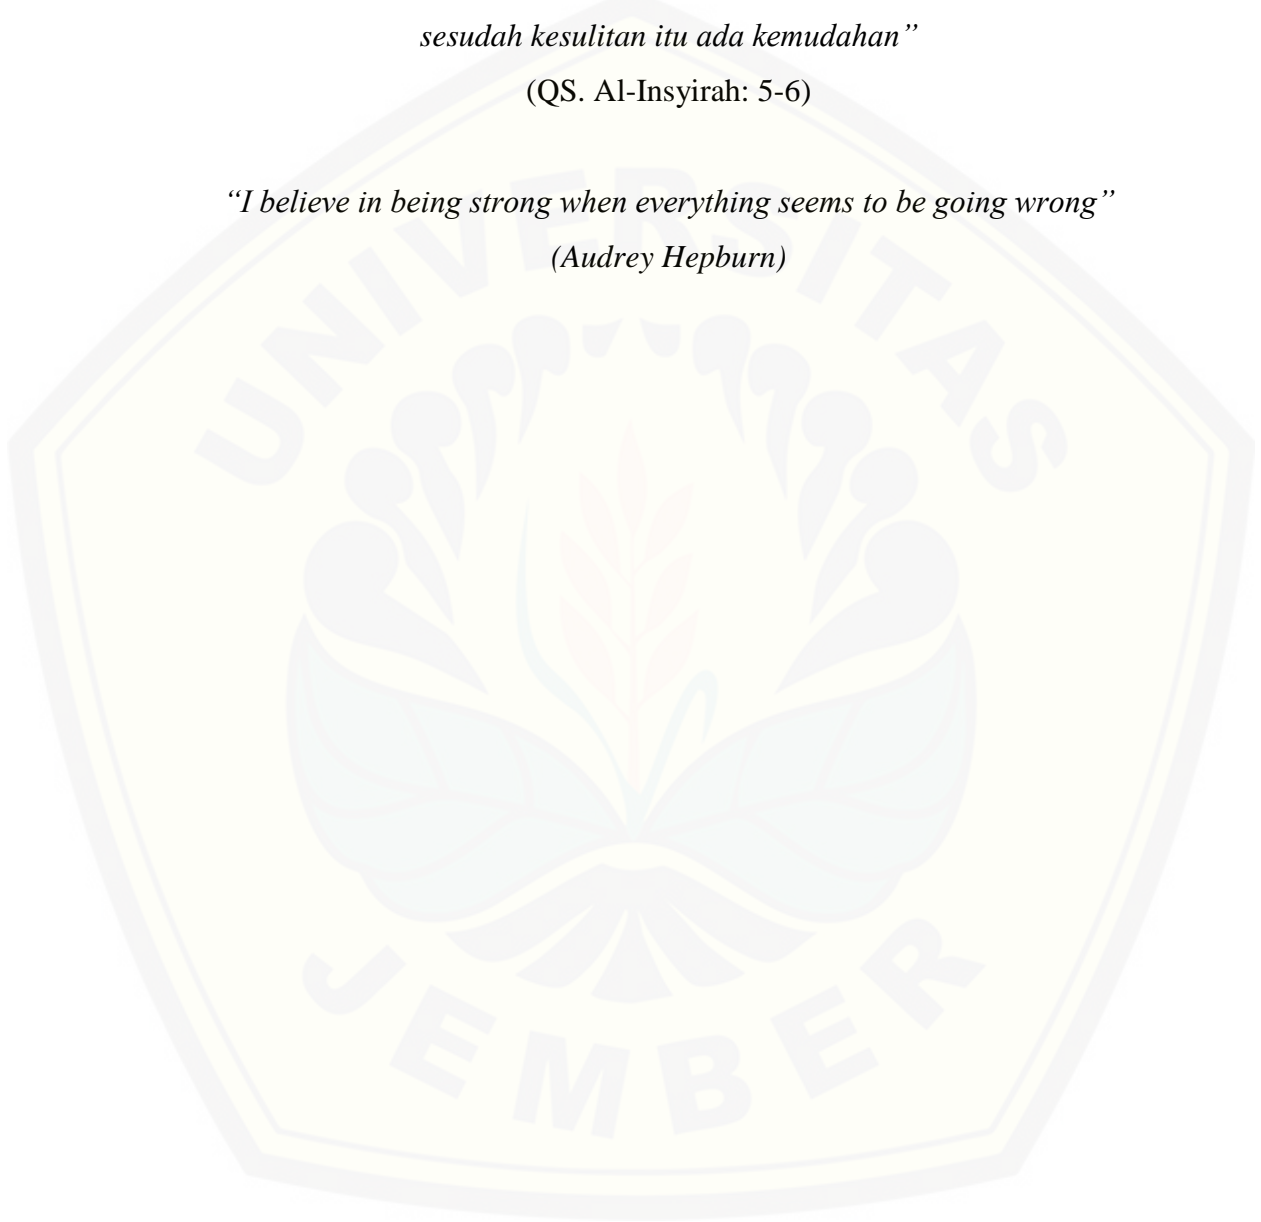 sesudah kesulitan itu ada kemudahan”
(QS. Al-Insyirah: 5-6)
“I believe in being strong when everything seems to be going wrong”
(Audrey Hepburn)
UNIVERSITAS
JEMBER